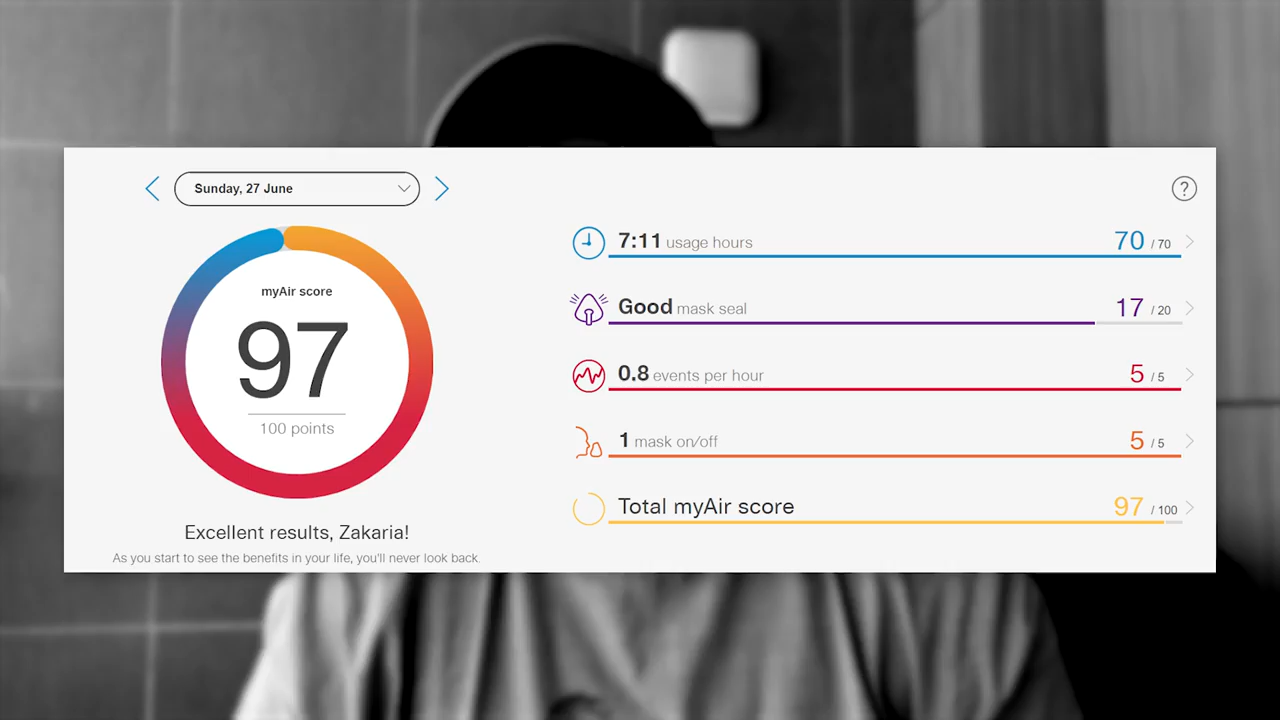 Sunday, 27 June
?
myAir score
97
100 points
Excellent results, Zakaria!
As you start to see the benefits in your life, you'll never look back.
7:11 usage hours 70 / 70
Good mask seal 17 / 20
0.8 events per hour 5 / 5
1 mask on/off 5 / 5
Total myAir score 97 / 100